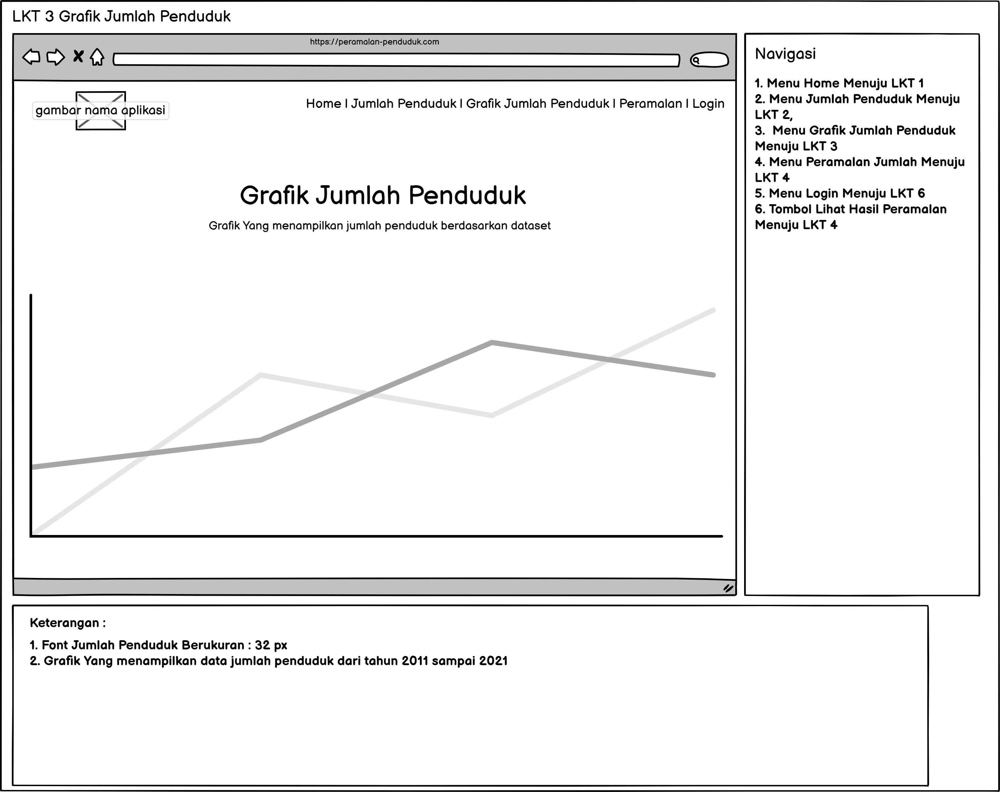 LKT 3 Grafik Jumlah Penduduk
https://peramalan-penduduk.com
gambar nama aplikasi
Home | Jumlah Penduduk | Grafik Jumlah Penduduk | Peramalan | Login
Grafik Jumlah Penduduk
Grafik Yang menampilkan jumlah penduduk berdasarkan dataset
Navigasi
1. Menu Home Menuju LKT 1
2. Menu Jumlah Penduduk Menuju
LKT 2,
3. Menu Grafik Jumlah Penduduk
Menuju LKT 3
4. Menu Peramalan Jumlah Menuju
LKT 4
5. Menu Login Menuju LKT 6
6. Tombol Lihat Hasil Peramalan
Menuju LKT 4
Keterangan :
1. Font Jumlah Penduduk Berukuran : 32 px
2. Grafik Yang menampilkan data jumlah penduduk dari tahun 2011 sampai 2021